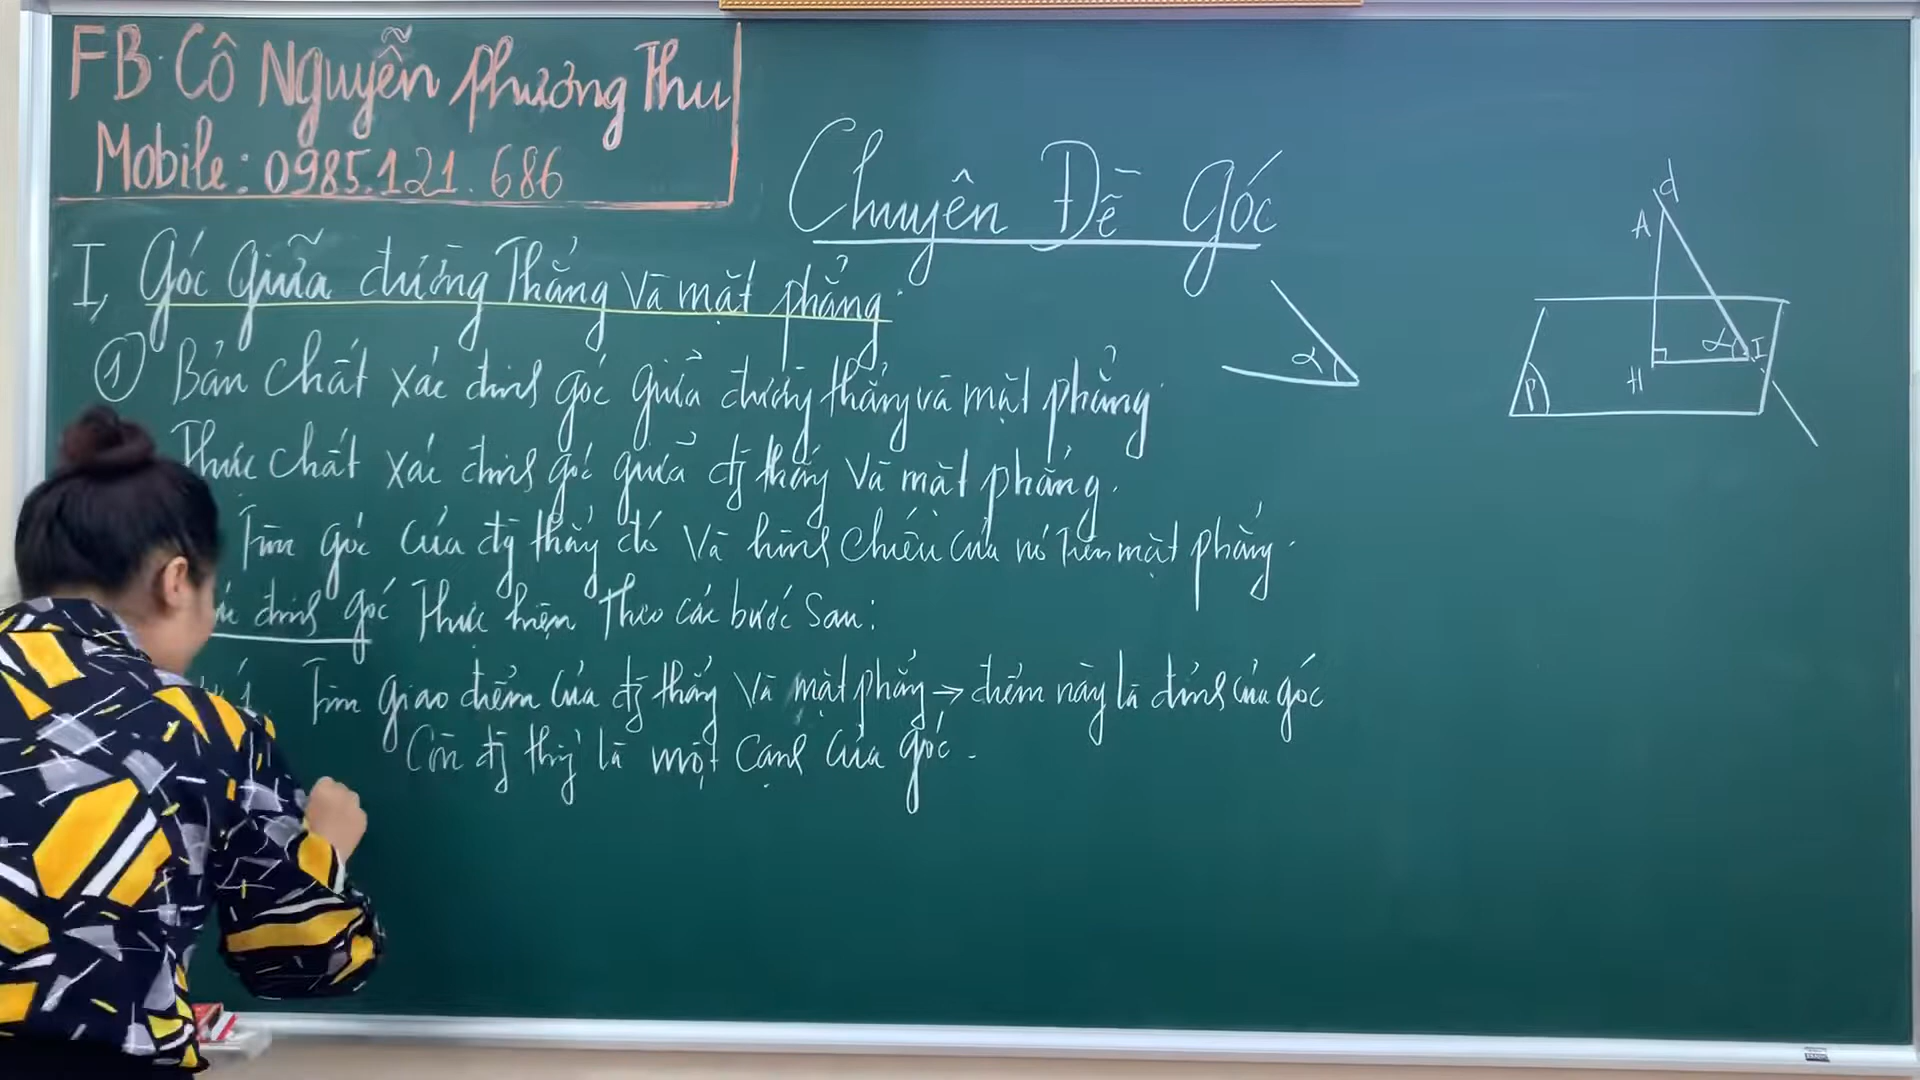 FB: Cô Nguyễn Phương Thu
Mobile: 0985.121.686
Chuyên Đề Góc
I, Góc giữa đường thẳng và mặt phẳng.
① Bản chất xác định góc giữa đường thẳng và mặt phẳng
Thực chất xác định góc giữa đg thẳng và mặt phẳng.
Tìm góc của đg thẳng đó và hình chiếu của nó trên mặt phẳng.
định góc thực hiện theo các bước sau:
1. Tìm giao điểm của đg thẳng và mặt phẳng → điểm này là đỉnh của góc
Còn đg thg là một cạnh của góc.
α
d
A
α I
H
P